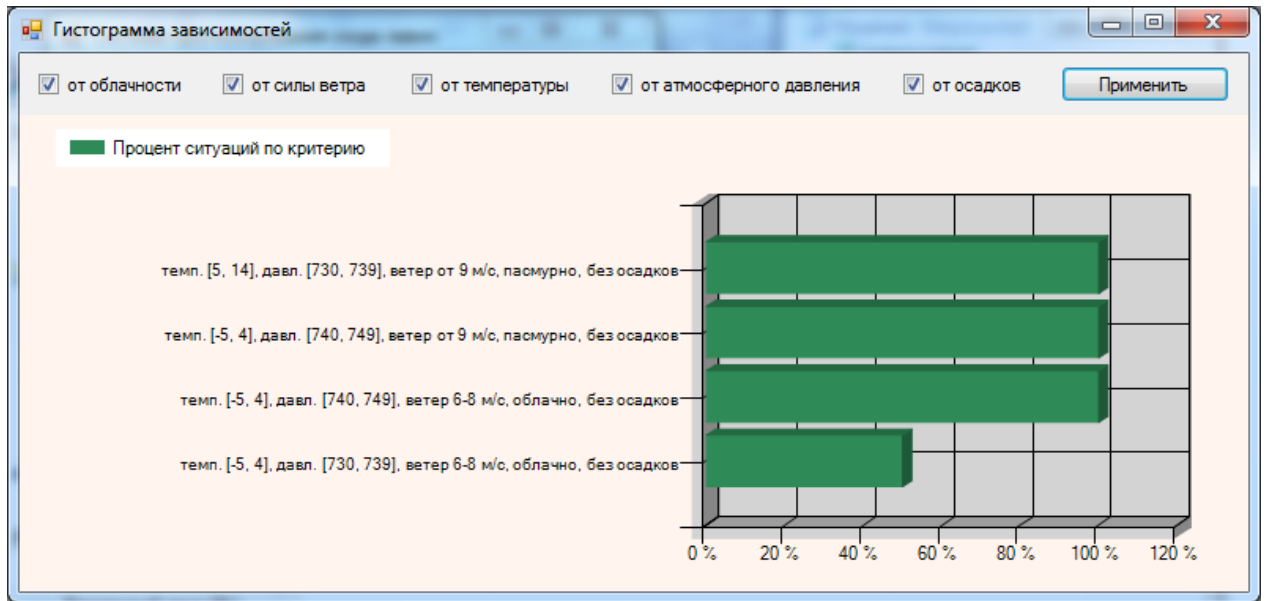 Гистограмма зависимостей
от облачности от силы ветра от температуры от атмосферного давления от осадков Применить
Процент ситуаций по критерию
темп. [5, 14], давл. [730, 739], ветер от 9 м/с, пасмурно, без осадков
темп. [-5, 4], давл. [740, 749], ветер от 9 м/с, пасмурно, без осадков
темп. [-5, 4], давл. [740, 749], ветер 6-8 м/с, облачно, без осадков
темп. [-5, 4], давл. [730, 739], ветер 6-8 м/с, облачно, без осадков
0 % 20 % 40 % 60 % 80 % 100 % 120 %